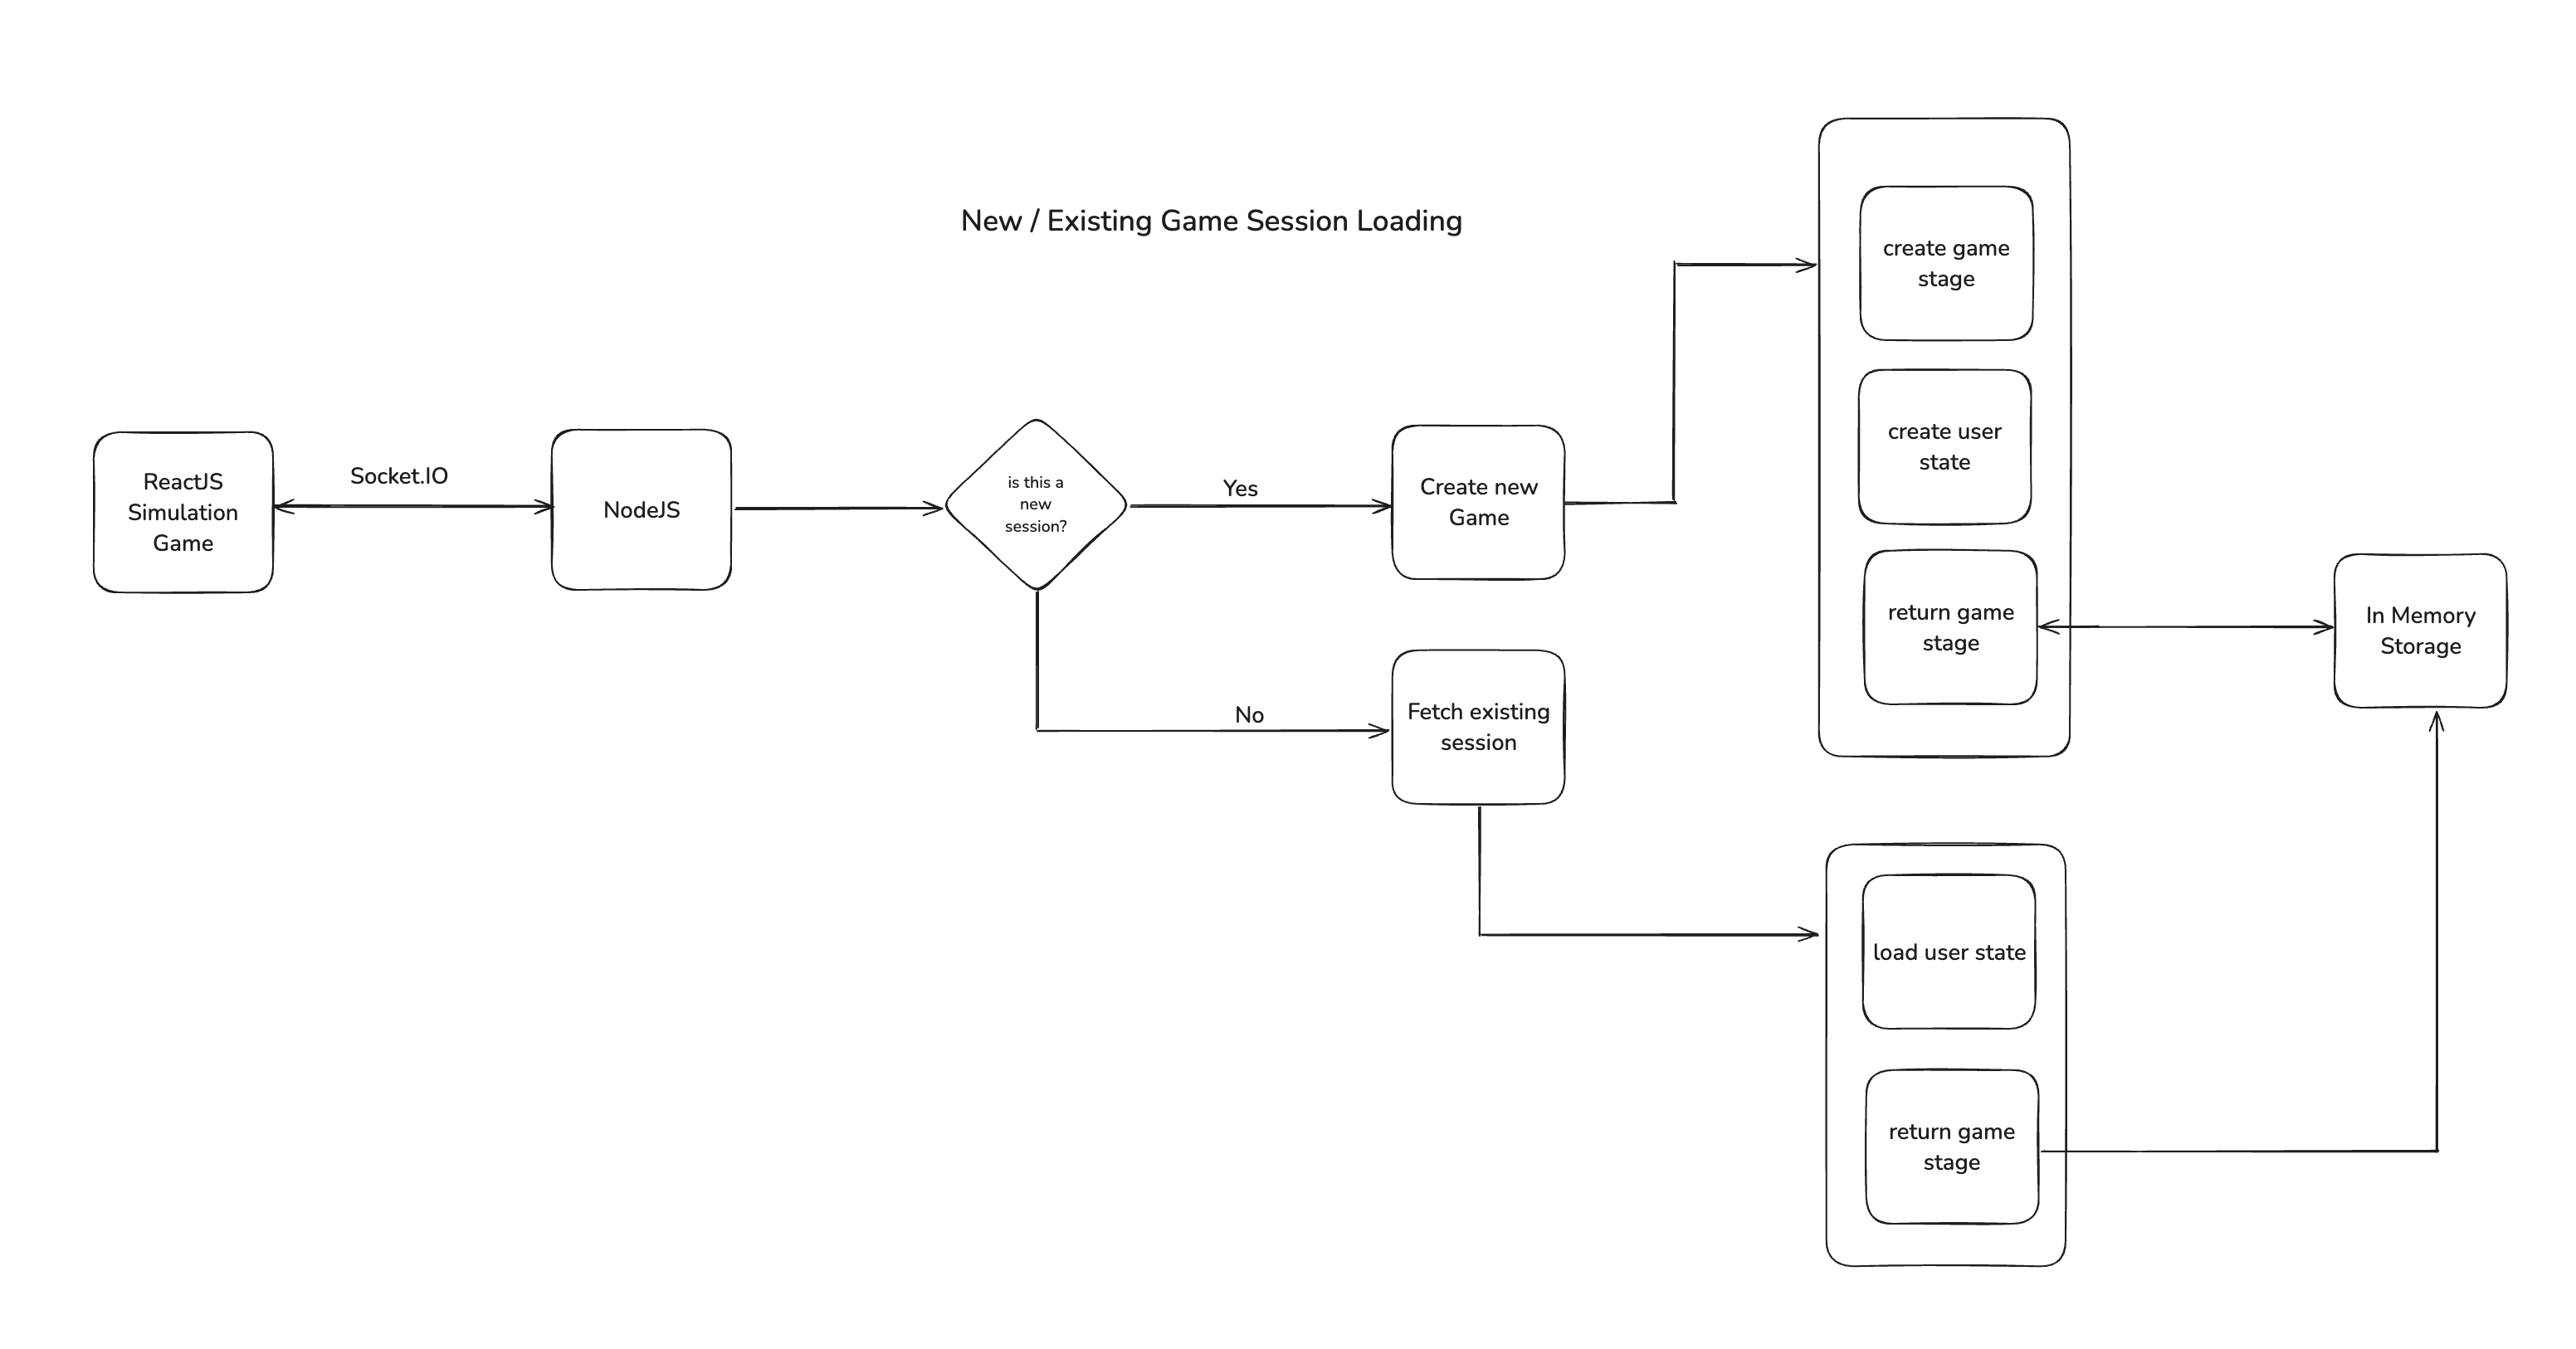 New / Existing Game Session Loading
ReactJS
Simulation
Game
Socket.IO
NodeJS
is this a
new
session?
Yes
No
Create new
Game
Fetch existing
session
create game
stage
create user
state
return game
stage
In Memory
Storage
load user state
return game
stage